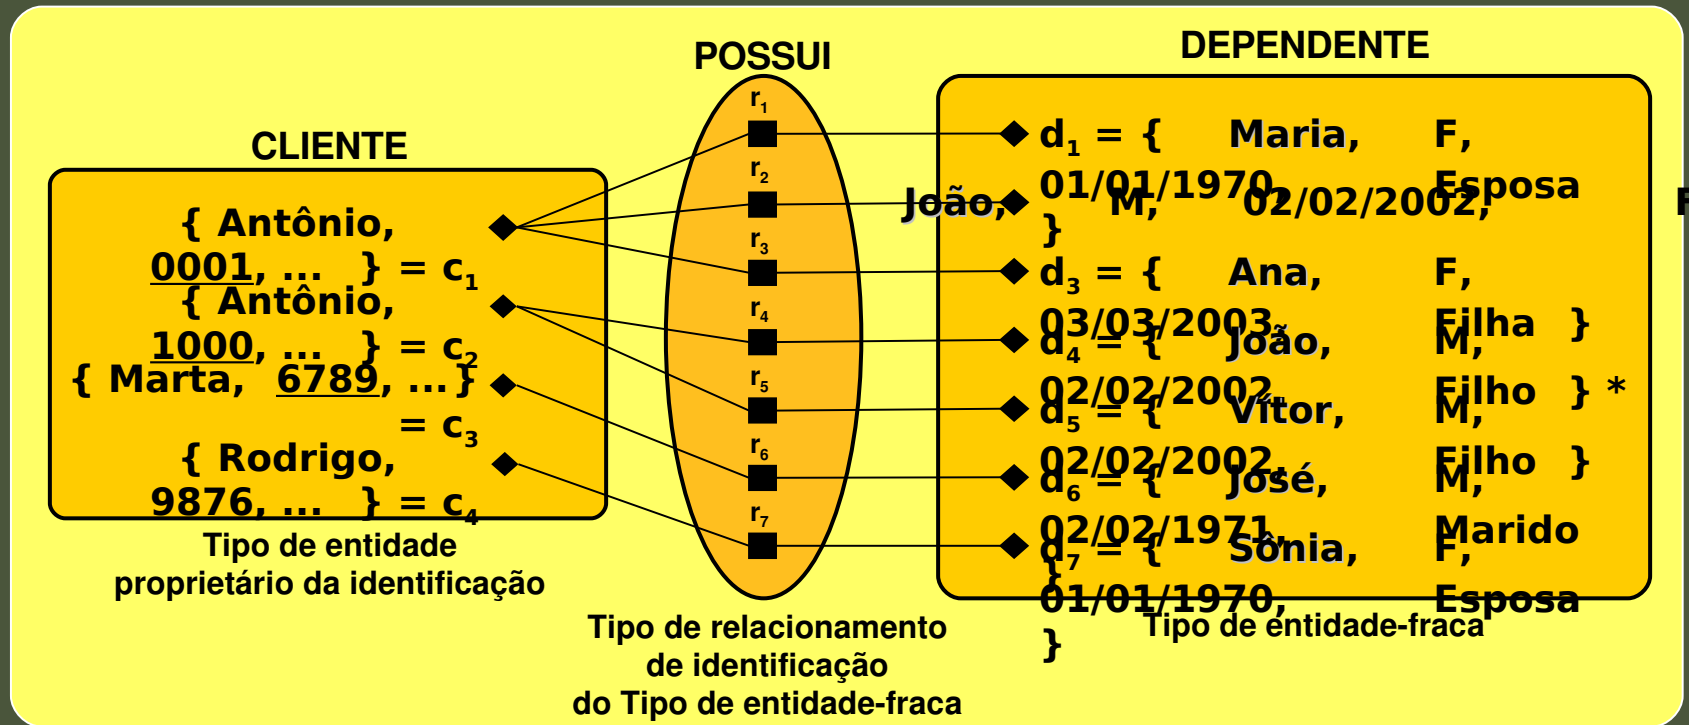 POSSUI
DEPENDENTE
CLIENTE
{ Antônio,
0001, ... } = c1
{ Antônio,
1000, ... } = c2
{ Marta, 6789, ... }
= c3
{ Rodrigo,
9876, ... } = c4
Tipo de entidade
proprietário da identificação
r1
r2
r3
r4
r5
r6
r7
Tipo de relacionamento
de identificação
do Tipo de entidade-fraca
d1 = { Maria, F,
01/01/1970, Esposa
}
João, M, 02/02/2002,
d3 = { Ana, F,
03/03/2003, Filha }
d4 = { João, M,
02/02/2002, Filho } *
d5 = { Vítor, M,
02/02/2002, Filho }
d6 = { José, M,
02/02/1971, Marido
}
d7 = { Sônia, F,
01/01/1970, Esposa
}
Tipo de entidade-fraca